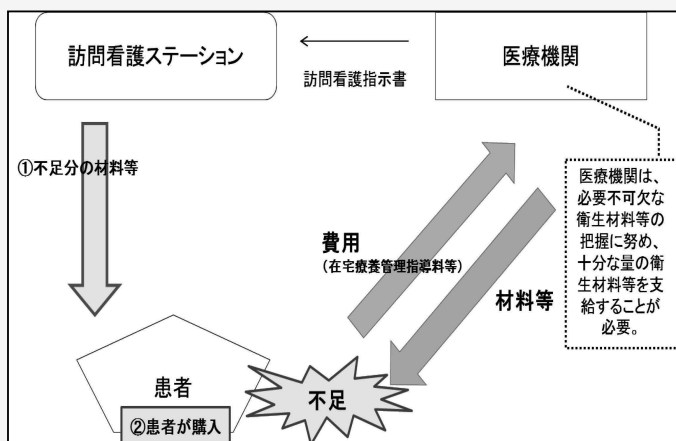 訪問看護ステーション
医療機関
訪問看護指示書
①不足分の材料等
医療機関は、
必要不可欠な
衛生材料等の
把握に努め、
十分な量の衛
生材料等を支
給することが
必要。
費用
(在宅療養管理指導料等)
材料等
患者
不足
②患者が購入